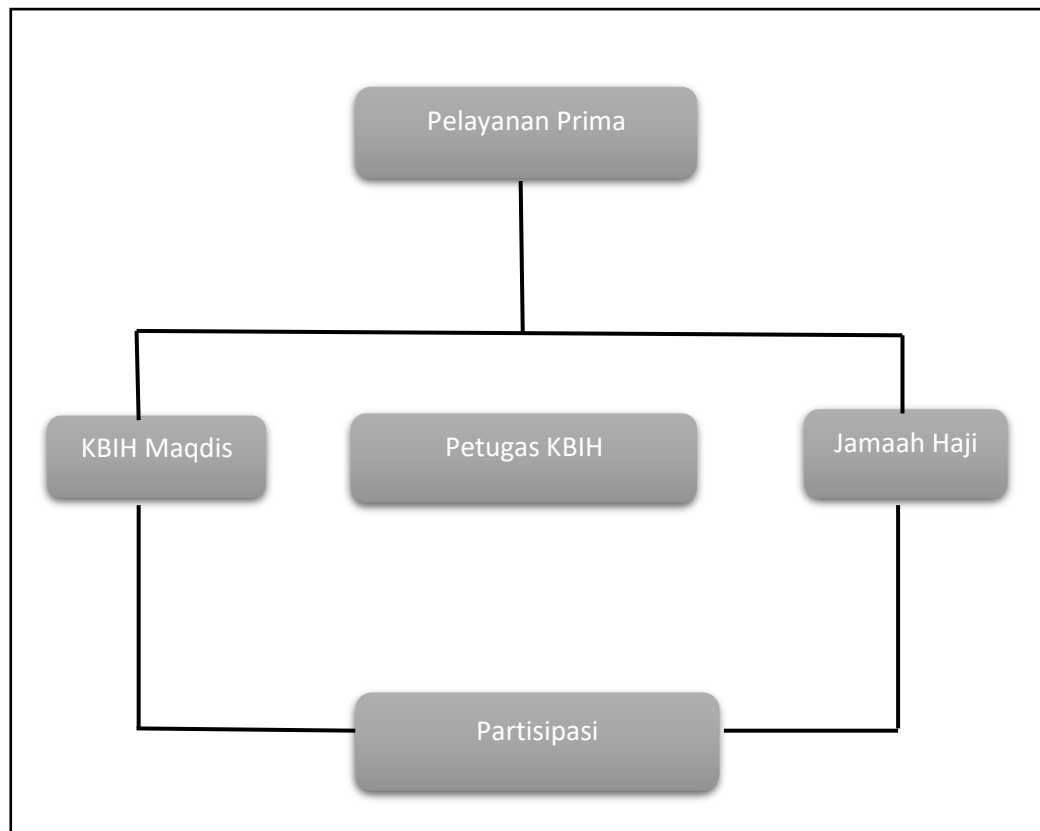 Pelayanan Prima
KBIH Maqdis
Petugas KBIH
Jamaah Haji
Partisipasi